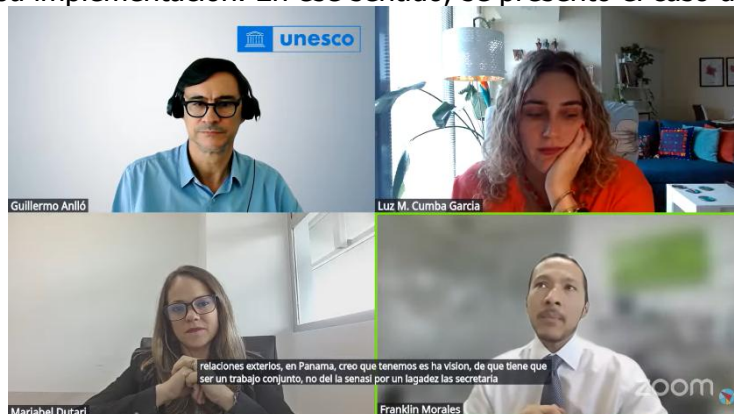 su implementación. En ese sentido, se presentó el caso d
unesco
Guillermo Anlló
Luz M. Cumba Garcia
relaciones exterios, en Panama, creo que tenemos es ha vision, de que tiene que
ser un trabajo conjunto, no del la senasi por un lagadez las secretaria
Mariabel Dutari
Franklin Morales
zoom